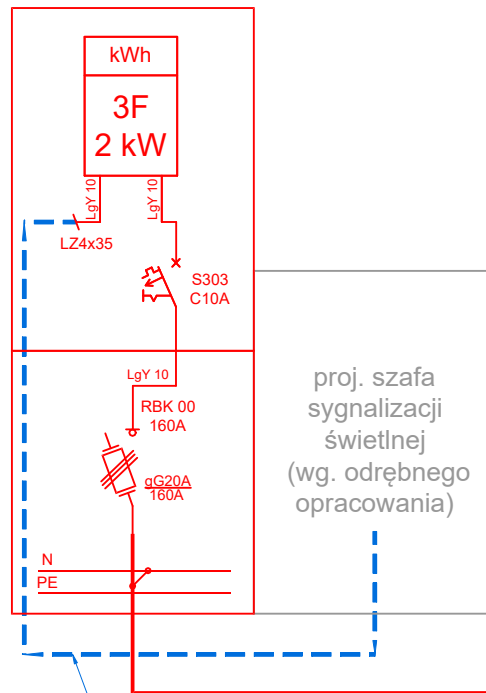 kWh
3F
2 kW
LgY 10
LgY 10
LZ4x35
S303
C10A
LgY 10
RBK 00
160A
gG20A
160A
proj. szafa
sygnalizacji
świetlnej
(wg. odrębnego
opracowania)
N
PE